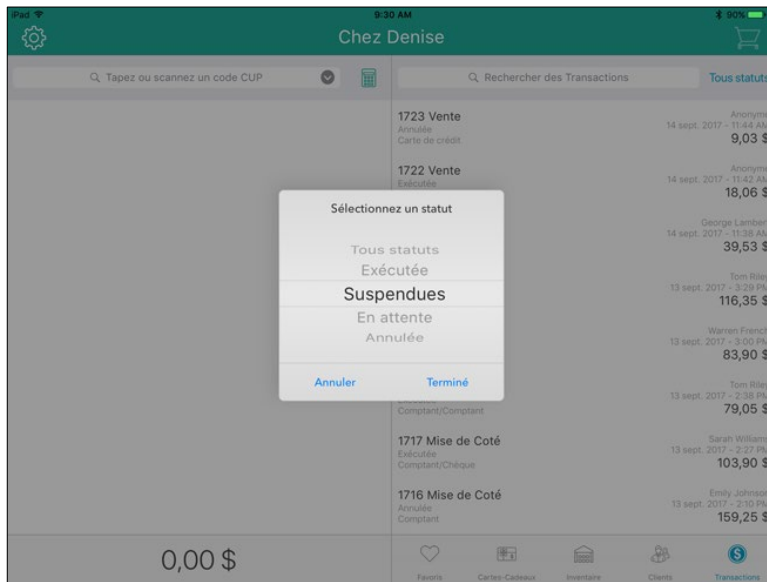 iPad
9:30 AM
90%
Chez Denise
Tapez ou scannez un code CUP
Rechercher des Transactions
Tous statuts
1723 Vente
Annulée
Carte de crédit
Anonyme
14 sept. 2017 - 11:44 AM
9,03 $
1722 Vente
Exécutée
Anonyme
14 sept. 2017 - 11:42 AM
18,06 $
George Lambert
14 sept. 2017 - 11:38 AM
39,53 $
Tom Riley
13 sept. 2017 - 3:29 PM
116,35 $
Warren French
13 sept. 2017 - 3:00 PM
83,90 $
Tom Riley
13 sept. 2017 - 2:38 PM
79,05 $
Comptant/Comptant
1717 Mise de Coté
Exécutée
Comptant/Chèque
Sarah Williams
13 sept. 2017 - 2:27 PM
103,90 $
1716 Mise de Coté
Annulée
Comptant
Emily Johnson
13 sept. 2017 - 2:10 PM
159,25 $
Sélectionnez un statut
Tous statuts
Exécutée
Suspendues
En attente
Annulée
Annuler
Terminé
0,00 $
Favoris
Cartes-Cadeaux
Inventaire
Clients
Transactions